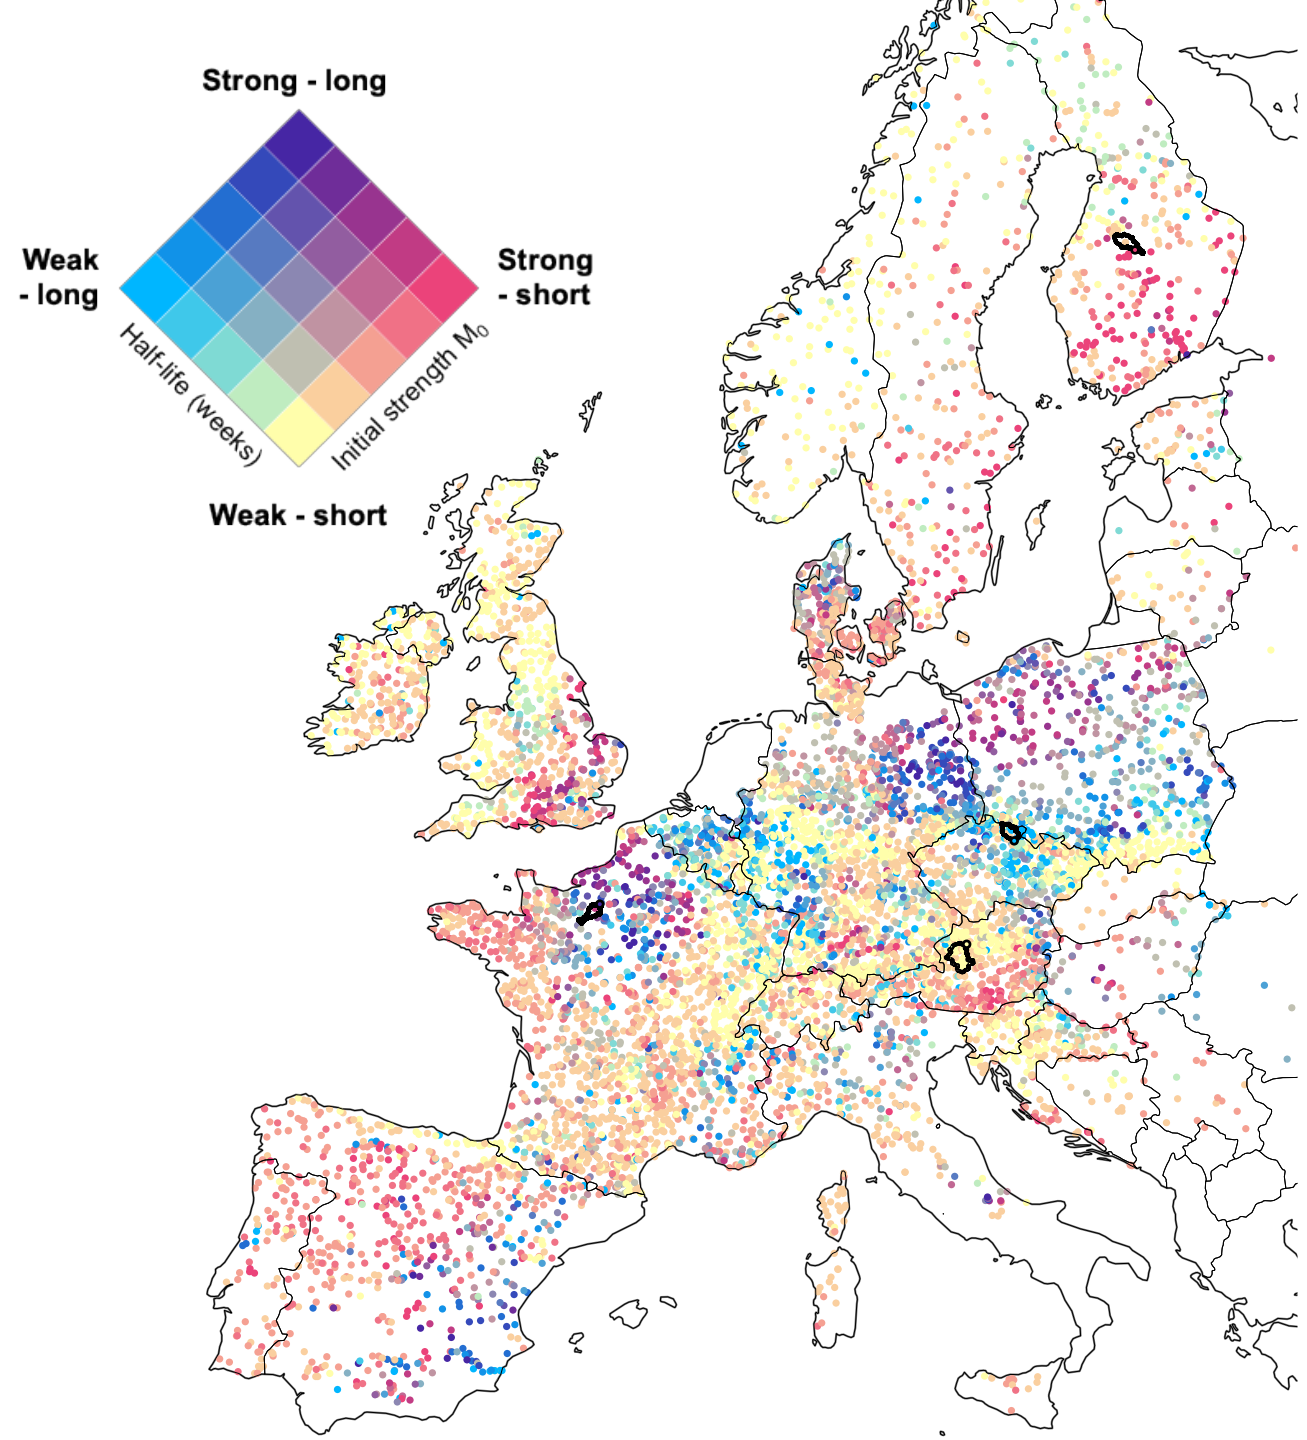 Strong - long
Weak
- long
Strong
- short
Half-life (weeks)
Initial strength M₀
Weak - short